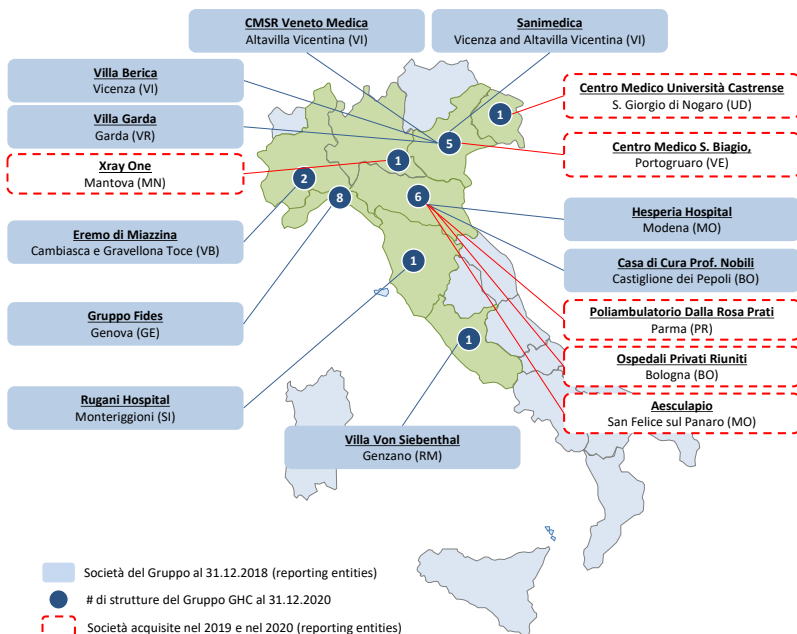 CMSR Veneto Medica
Altavilla Vicentina (VI)
Sanimedica
Vicenza and Altavilla Vicentina (VI)
Villa Berica
Vicenza (VI)
Centro Medico Università Castrense
S. Giorgio di Nogaro (UD)
Villa Garda
Garda (VR)
Centro Medico S. Biagio,
Portogruaro (VE)
Xray One
Mantova (MN)
Hesperia Hospital
Modena (MO)
Eremo di Miazzina
Cambiasca e Gravellona Toce (VB)
Casa di Cura Prof. Nobili
Castiglione dei Pepoli (BO)
Gruppo Fides
Genova (GE)
Poliambulatorio Dalla Rosa Prati
Parma (PR)
Ospedali Privati Riuniti
Bologna (BO)
Rugani Hospital
Monteriggioni (SI)
Aesculapio
San Felice sul Panaro (MO)
Villa Von Siebenthal
Genzano (RM)
1
5
1
2
8
6
1
1
Società del Gruppo al 31.12.2018 (reporting entities)
# di strutture del Gruppo GHC al 31.12.2020
Società acquisite nel 2019 e nel 2020 (reporting entities)